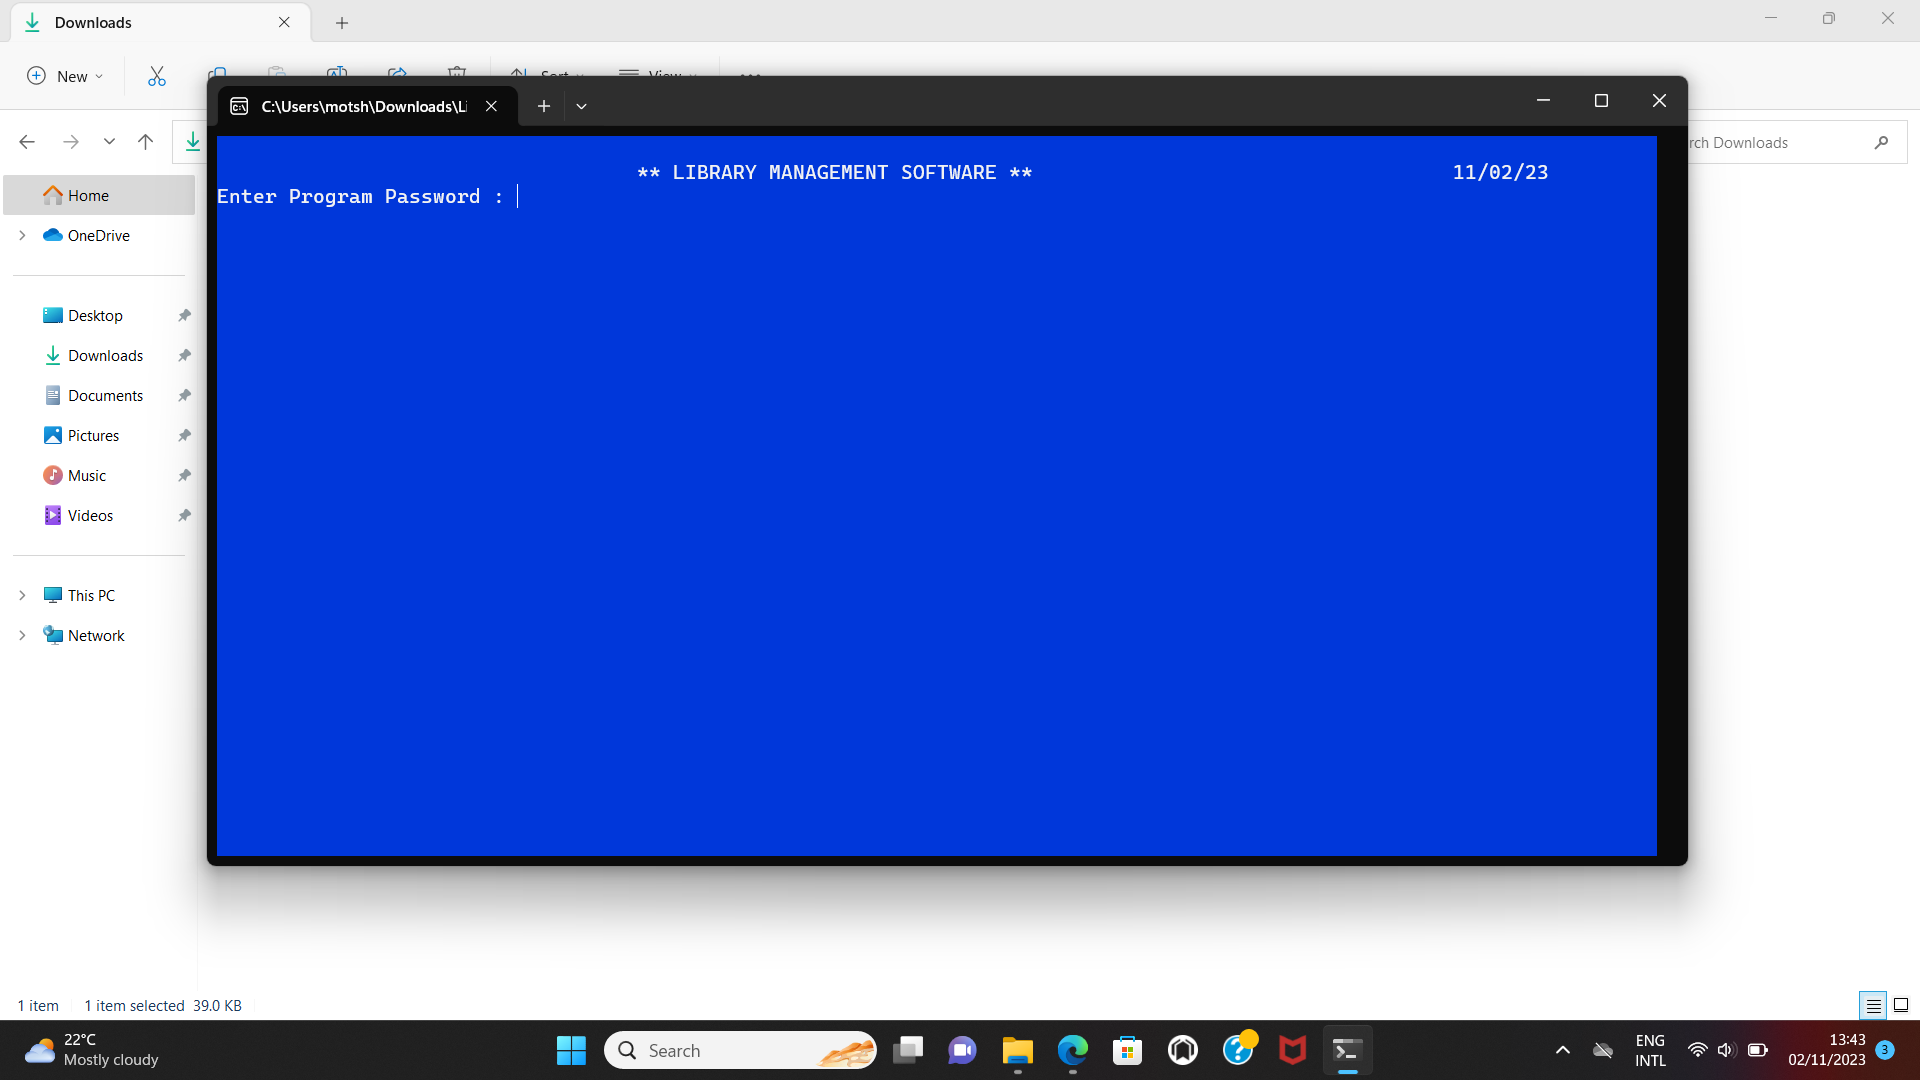 Downloads
New
Sort
View
C:\Users\motsh\Downloads\Li
rch Downloads
** LIBRARY MANAGEMENT SOFTWARE **
11/02/23
Enter Program Password :
Home
OneDrive
Desktop
Downloads
Documents
Pictures
Music
Videos
This PC
Network
1 item
1 item selected 39.0 KB
22°C
Mostly cloudy
Search
ENG
INTL
13:43
02/11/2023
3